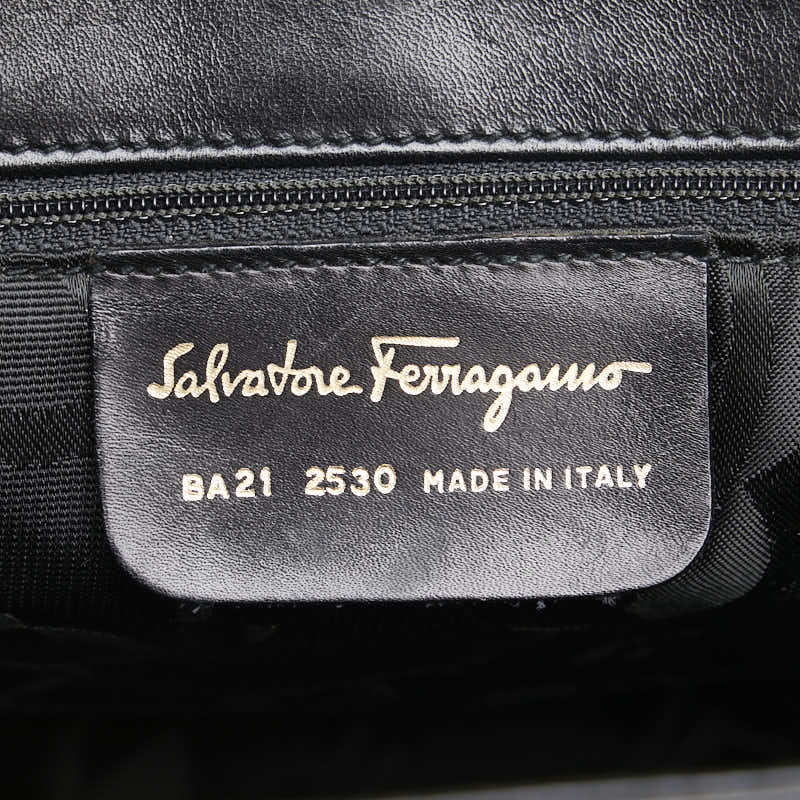 Salvatore Ferragamo
BA21 2530 MADE IN ITALY